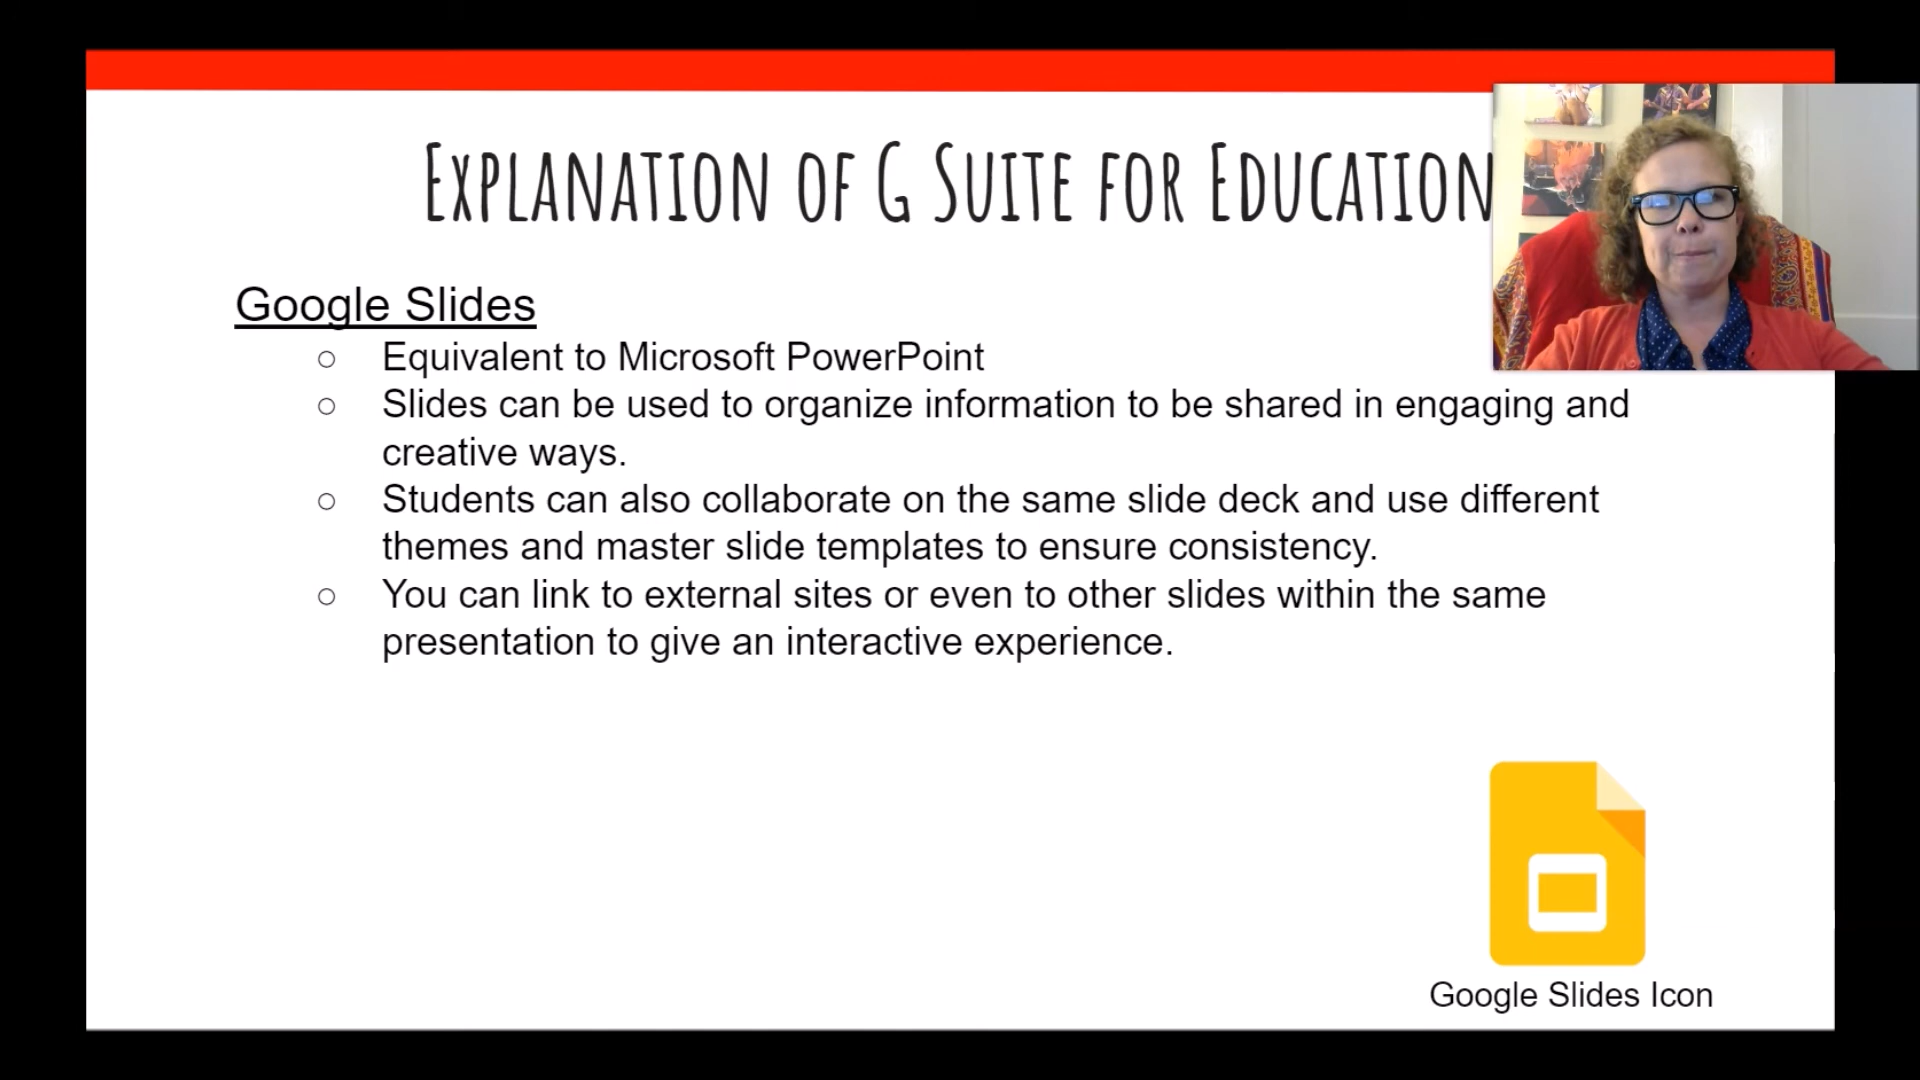 Explanation of G Suite for Education
Google Slides
○ Equivalent to Microsoft PowerPoint
○ Slides can be used to organize information to be shared in engaging and
creative ways.
○ Students can also collaborate on the same slide deck and use different
themes and master slide templates to ensure consistency.
○ You can link to external sites or even to other slides within the same
presentation to give an interactive experience.
Google Slides Icon